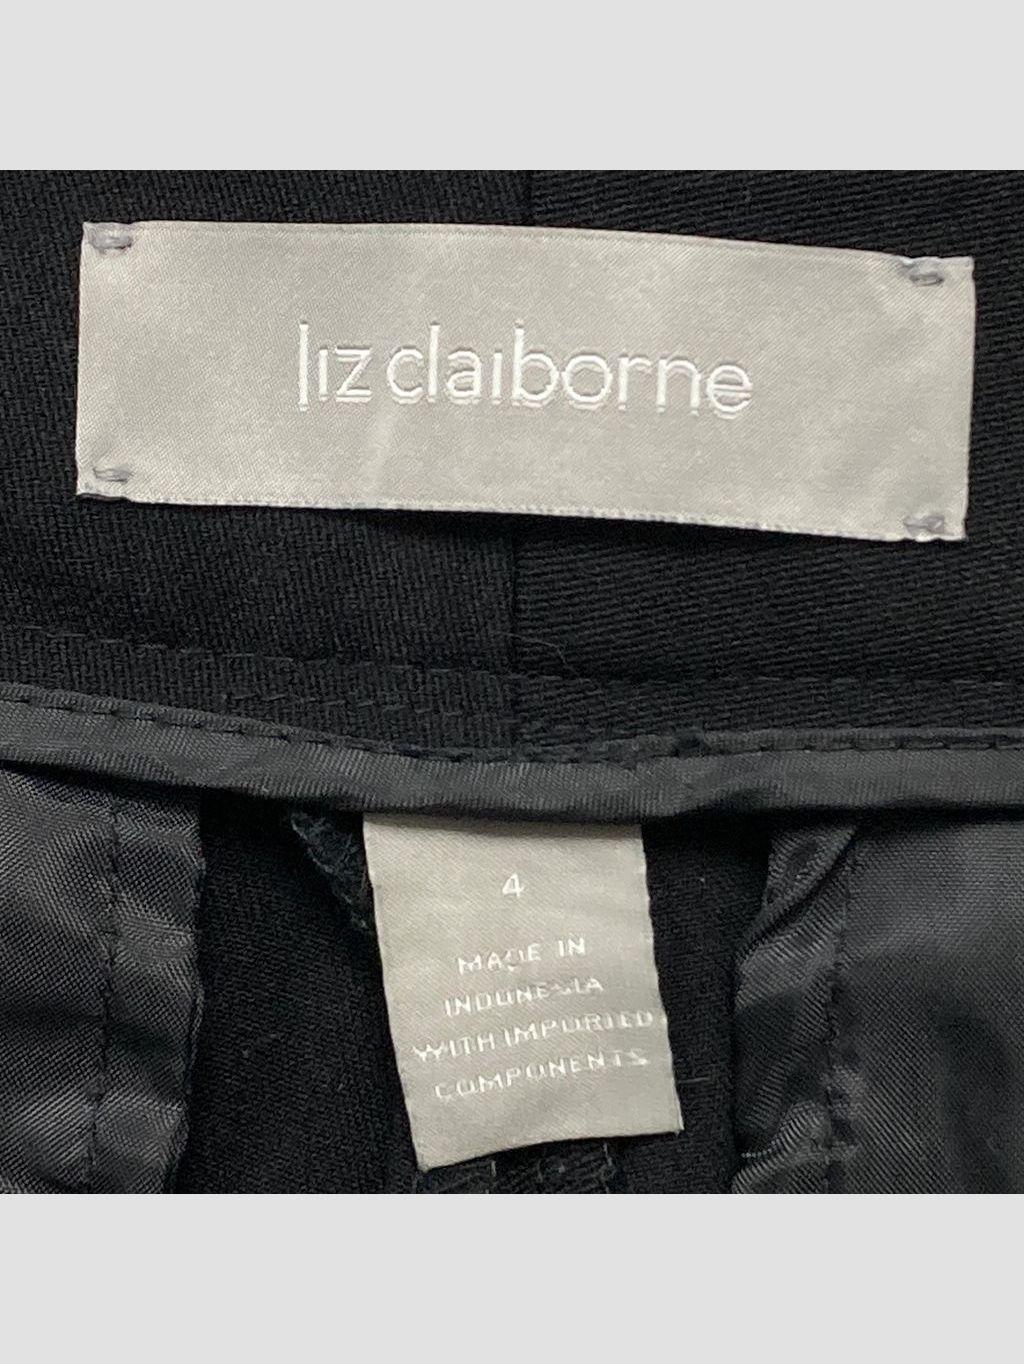 liz claiborne
4
MADE IN
INDONESIA
WITH IMPORTED
COMPONENTS